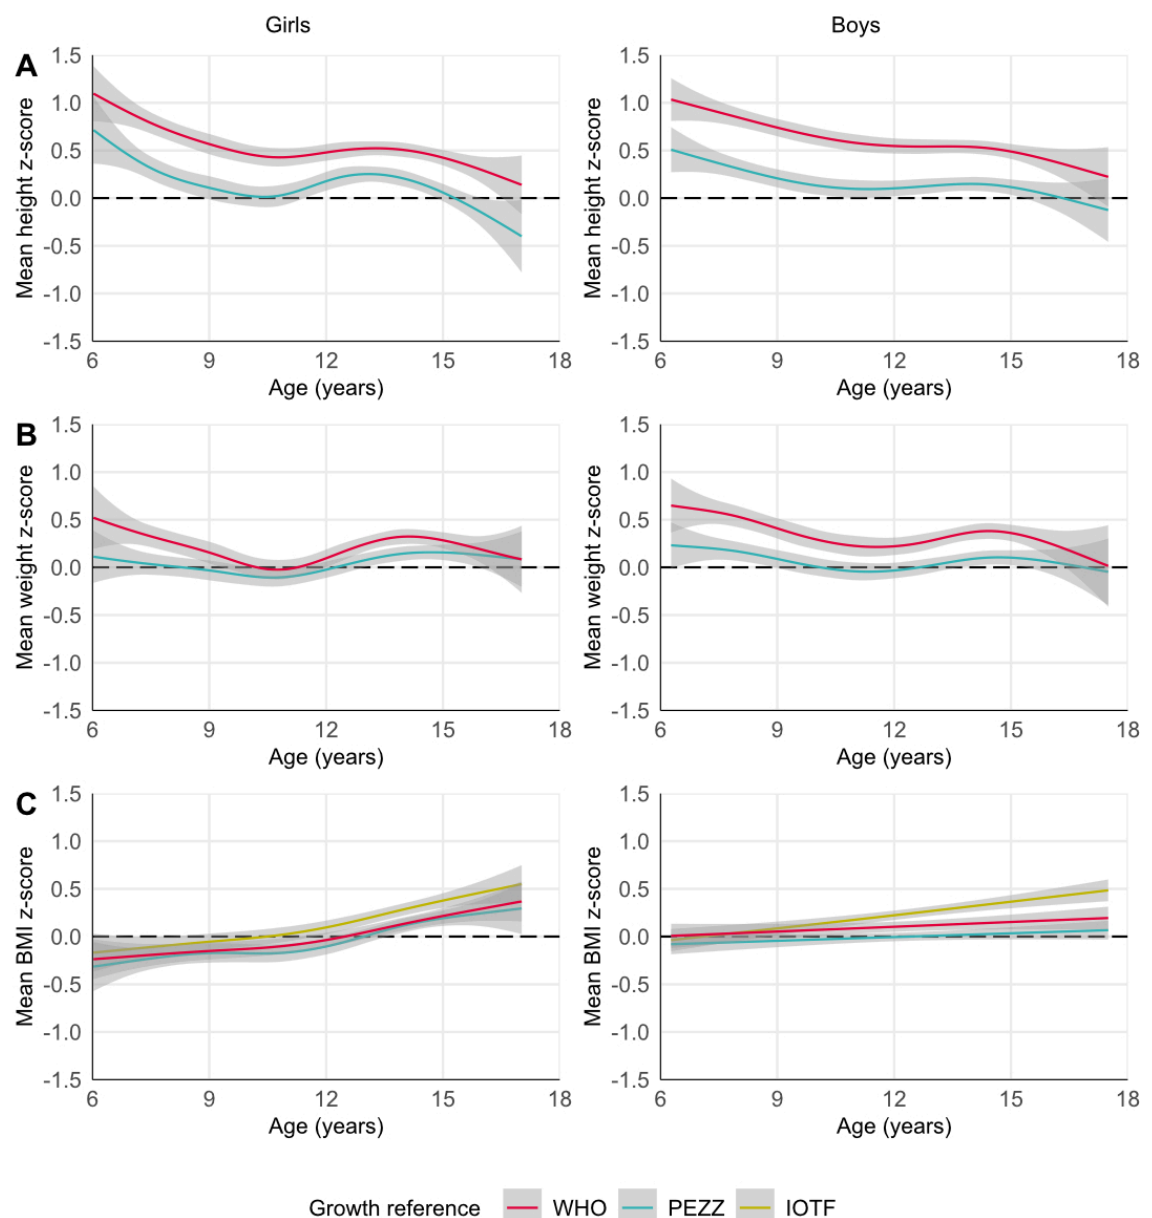 Girls
Boys
A
Mean height z-score
1.5
1.0
0.5
0.0
-0.5
-1.0
-1.5
6 9 12 15 18
Age (years)
Mean height z-score
1.5
1.0
0.5
0.0
-0.5
-1.0
-1.5
6 9 12 15 18
Age (years)
B
Mean weight z-score
1.5
1.0
0.5
0.0
-0.5
-1.0
-1.5
6 9 12 15 18
Age (years)
Mean weight z-score
1.5
1.0
0.5
0.0
-0.5
-1.0
-1.5
6 9 12 15 18
Age (years)
C
Mean BMI z-score
1.5
1.0
0.5
0.0
-0.5
-1.0
-1.5
6 9 12 15 18
Age (years)
Mean BMI z-score
1.5
1.0
0.5
0.0
-0.5
-1.0
-1.5
6 9 12 15 18
Age (years)
Growth reference WHO PEZZ IOTF